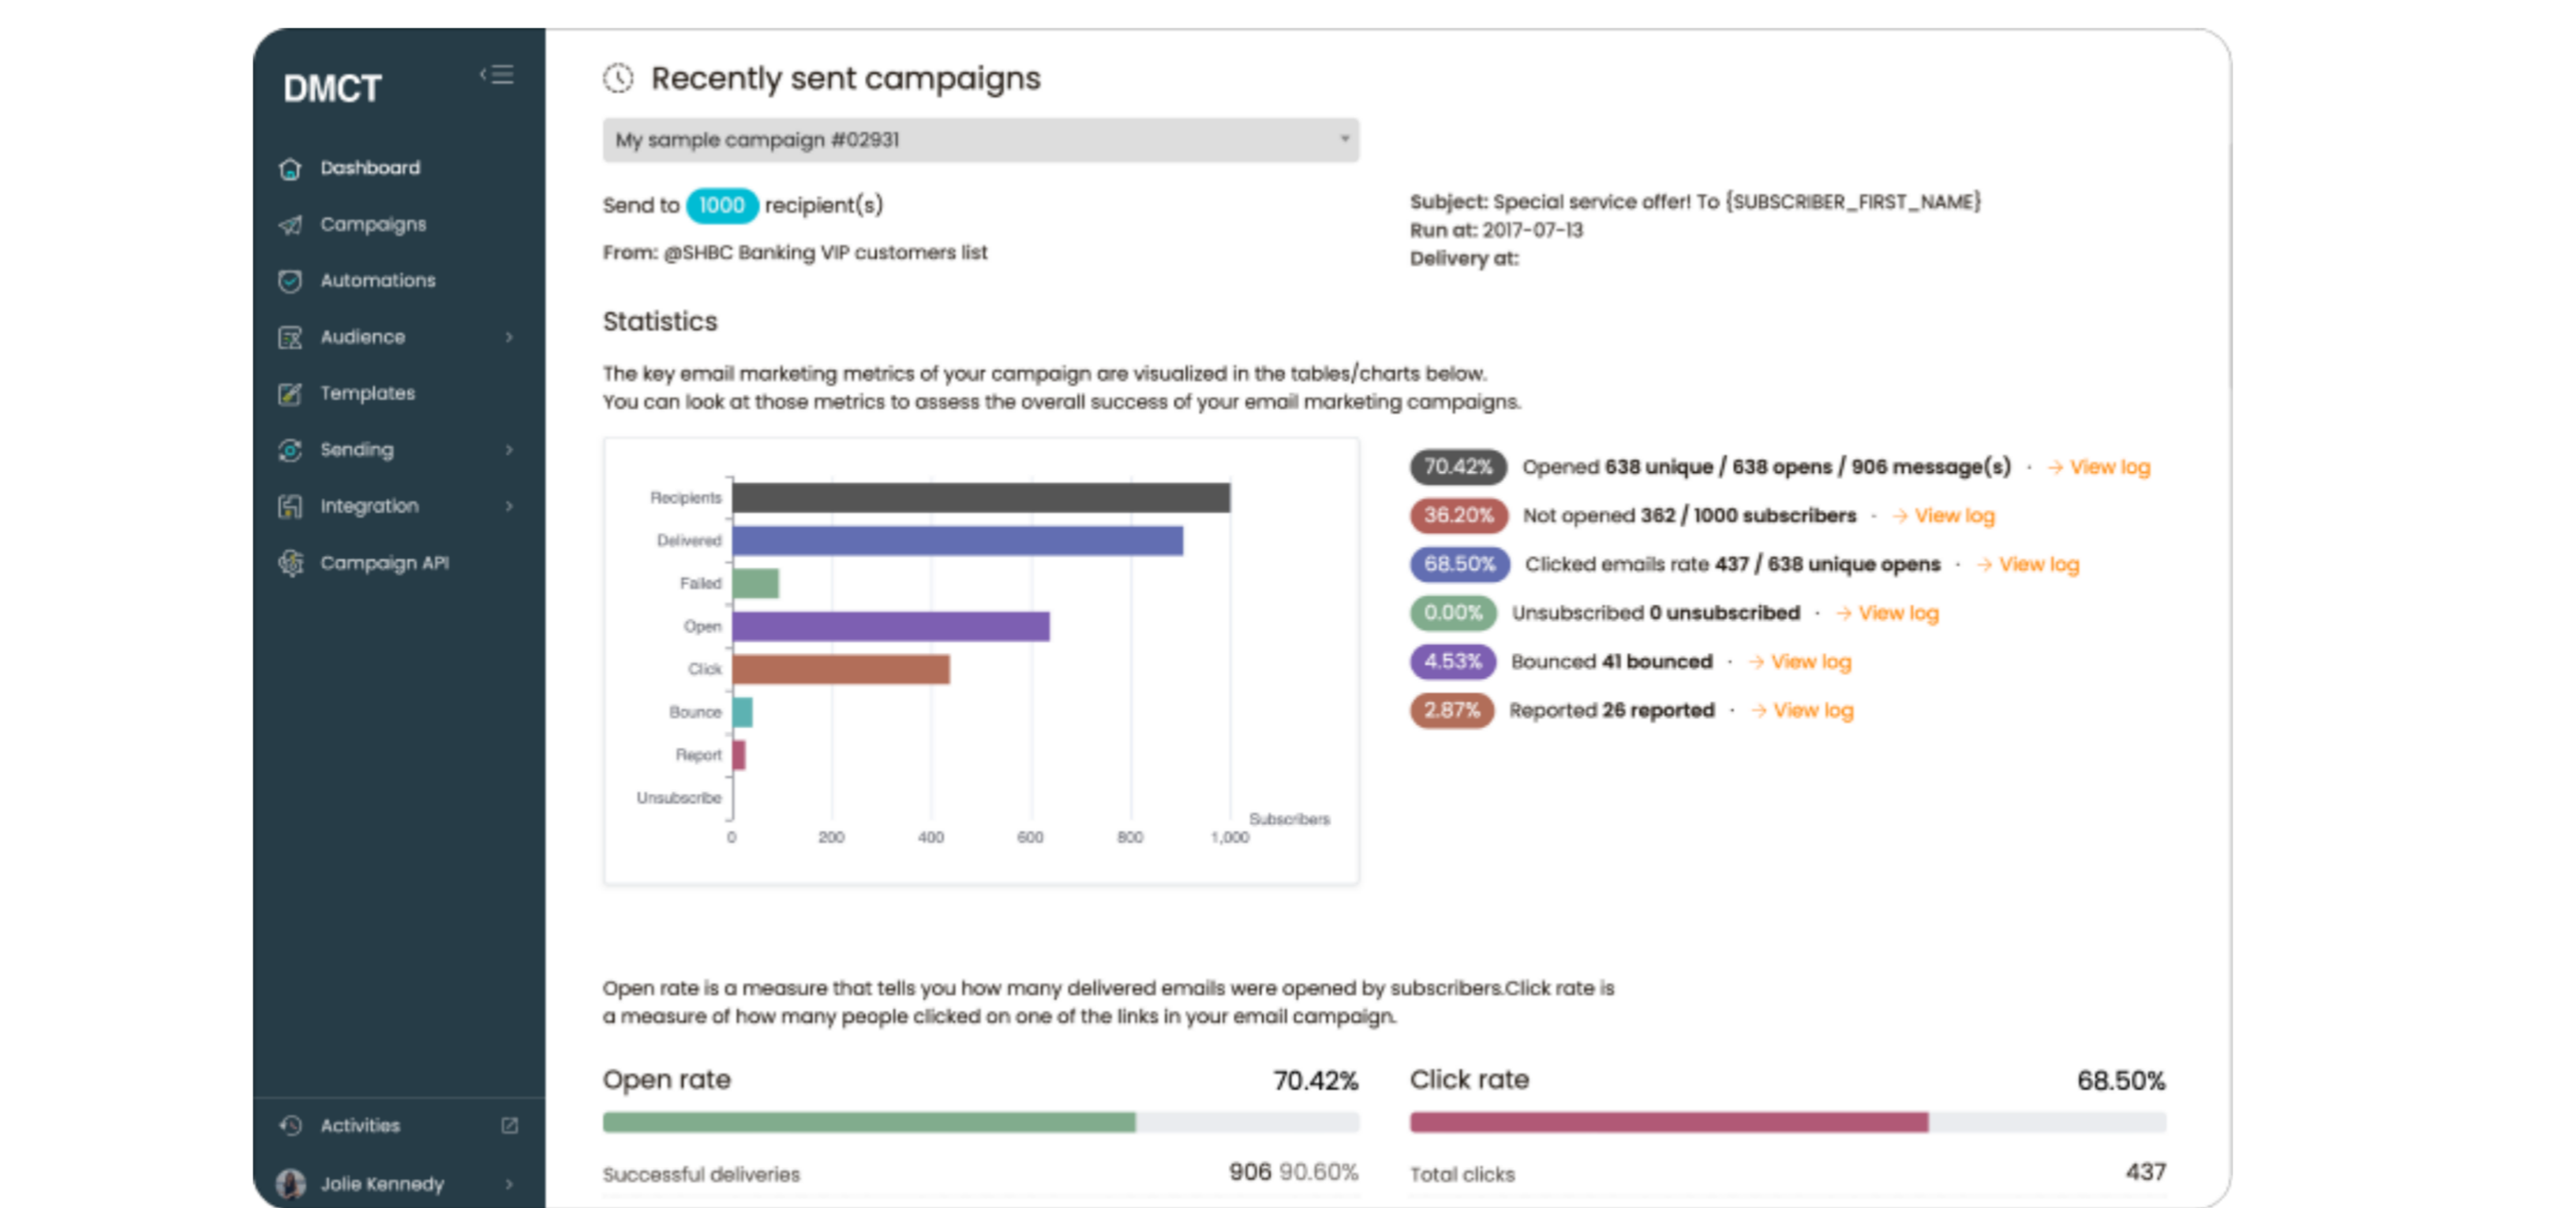 DMCT
Dashboard
Campaigns
Automations
Audience
Templates
Sending
Integration
Campaign API
Activities
Jolie Kennedy
Recently sent campaigns
My sample campaign #02931
Send to 1000 recipient(s)
From: @SHBC Banking VIP customers list
Subject: Special service offer! To {SUBSCRIBER_FIRST_NAME}
Run at: 2017-07-13
Delivery at:
Statistics
The key email marketing metrics of your campaign are visualized in the tables/charts below.
You can look at those metrics to assess the overall success of your email marketing campaigns.
Recipients
Delivered
Failed
Open
Click
Bounce
Report
Unsubscribe
Subscribers
0 200 400 600 800 1,000
70.42% Opened 638 unique / 638 opens / 906 message(s) · → View log
36.20% Not opened 362 / 1000 subscribers · → View log
68.50% Clicked emails rate 437 / 638 unique opens · → View log
0.00% Unsubscribed 0 unsubscribed · → View log
4.53% Bounced 41 bounced · → View log
2.87% Reported 26 reported · → View log
Open rate is a measure that tells you how many delivered emails were opened by subscribers.Click rate is
a measure of how many people clicked on one of the links in your email campaign.
Open rate 70.42%
Successful deliveries 906 90.60%
Click rate 68.50%
Total clicks 437